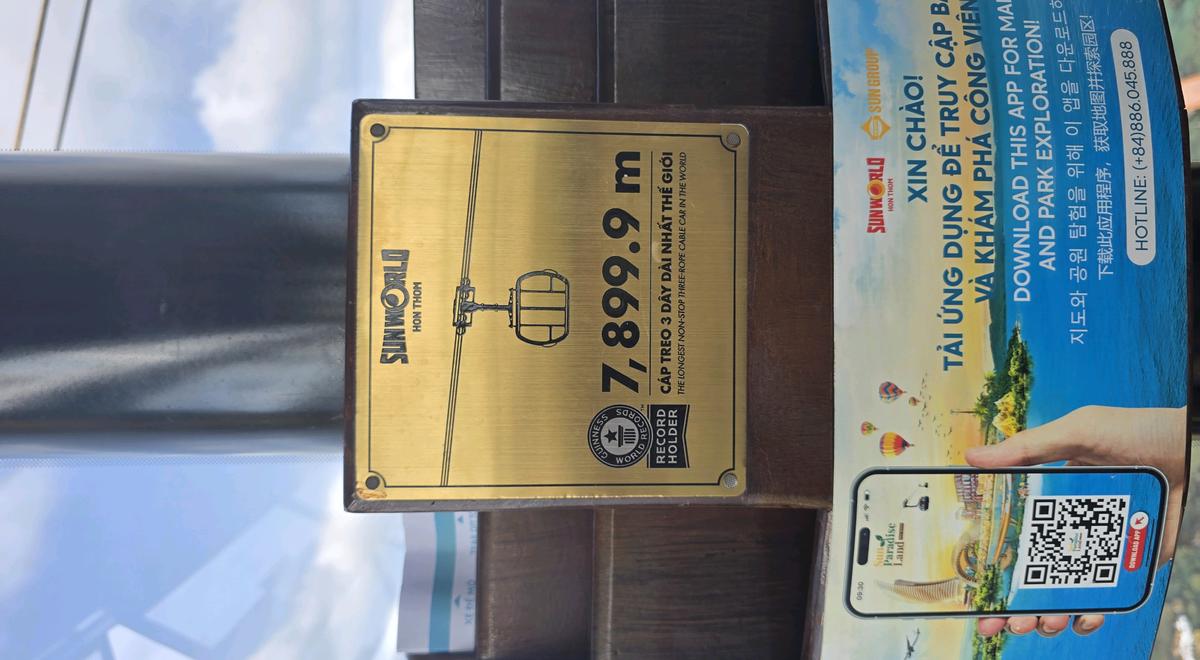 SUNWORLD
HON THOM
GUINNESS WORLD RECORDS
RECORD
HOLDER
7,899.9 m
CÁP TREO 3 DÂY DÀI NHẤT THẾ GIỚI
THE LONGEST NON-STOP THREE-ROPE CABLE CAR IN THE WORLD
SUNWORLD
HON THOM
SUN GROUP
XIN CHÀO!
TẢI ỨNG DỤNG ĐỂ TRUY CẬP
VÀ KHÁM PHÁ CÔNG VIÊN
DOWNLOAD THIS APP FOR
AND PARK EXPLORATION!
지도와 공원 탐험을 위해 이 앱을 다운로드
下载此应用程序，获取地图并探索园区!
HOTLINE: (+84)886.045.888
09:30
Sun
Paradise
Land
DOWNLOAD APP